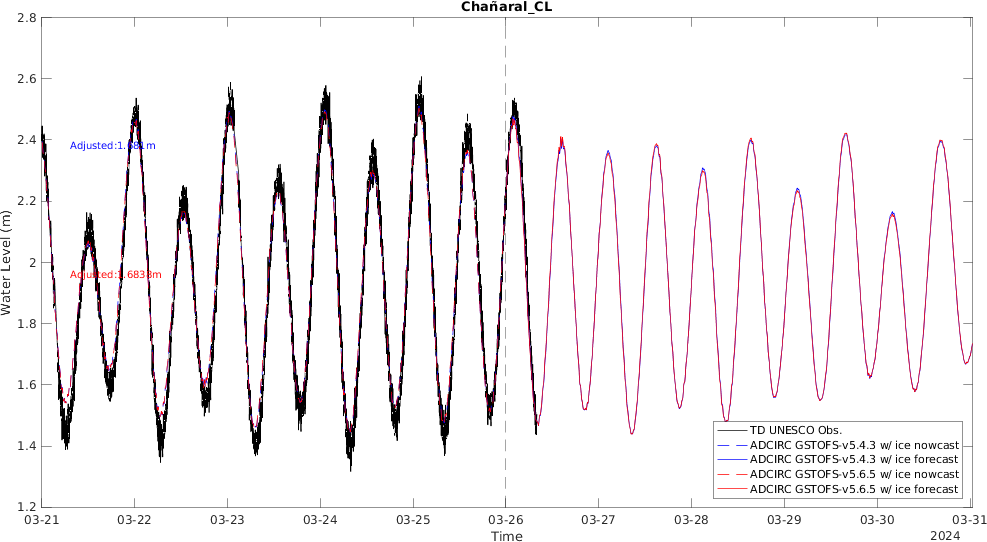 Chañaral_CL
2.8
2.6
2.4
2.2
2
1.8
1.6
1.4
1.2
Water Level (m)
Adjusted:1.681m
Adjusted:1.6833m
TD UNESCO Obs.
ADCIRC GSTOFS-v5.4.3 w/ ice nowcast
ADCIRC GSTOFS-v5.4.3 w/ ice forecast
ADCIRC GSTOFS-v5.6.5 w/ ice nowcast
ADCIRC GSTOFS-v5.6.5 w/ ice forecast
03-21 03-22 03-23 03-24 03-25 03-26 03-27 03-28 03-29 03-30 03-31
Time
2024